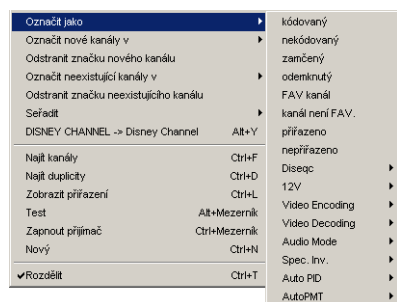 Označit jako
Označit nové kanály v
Odstranit značku nového kanálu
Označit neexistující kanály v
Odstranit značku neexistujícího kanálu
Seřadit
DISNEY CHANNEL -> Disney Channel Alt+Y
Najít kanály Ctrl+F
Najít duplicity Ctrl+D
Zobrazit přiřazení Ctrl+L
Test Alt+Mezerník
Zapnout přijímač Ctrl+Mezerník
Nový Ctrl+N
Rozdělit Ctrl+T
kódovaný
nekódovaný
zamčený
odemknutý
FAV kanál
kanál není FAV.
přiřazeno
nepřiřazeno
Diseqc
12V
Video Encoding
Video Decoding
Audio Mode
Spec. Inv.
Auto PID
AutoPMT